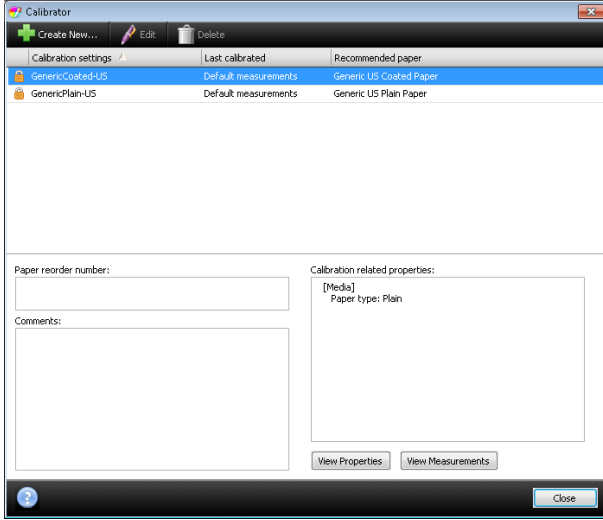 Calibrator
Create New... Edit Delete
Calibration settings Last calibrated Recommended paper
GenericCoated-US Default measurements Generic US Coated Paper
GenericPlain-US Default measurements Generic US Plain Paper
Paper reorder number:
Calibration related properties:
[Media]
Paper type: Plain
Comments:
View Properties View Measurements
? Close